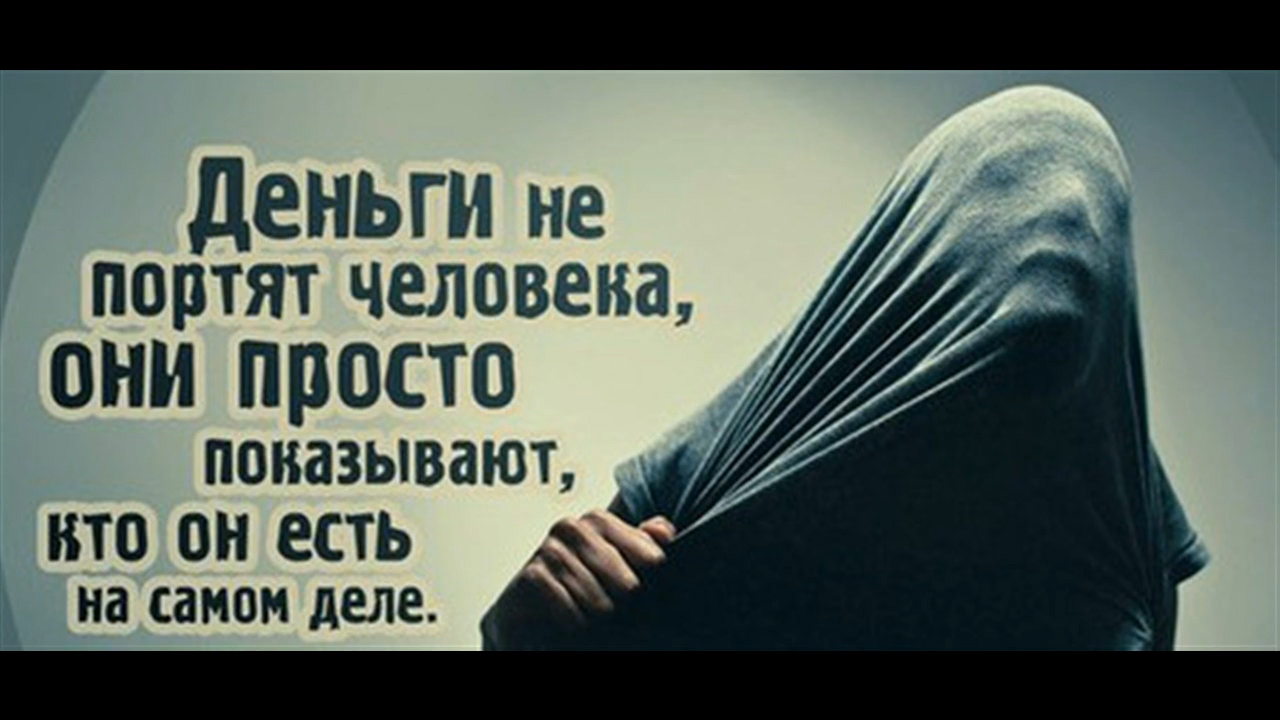 Деньги не
портят человека,
они просто
показывают,
кто он есть
на самом деле.